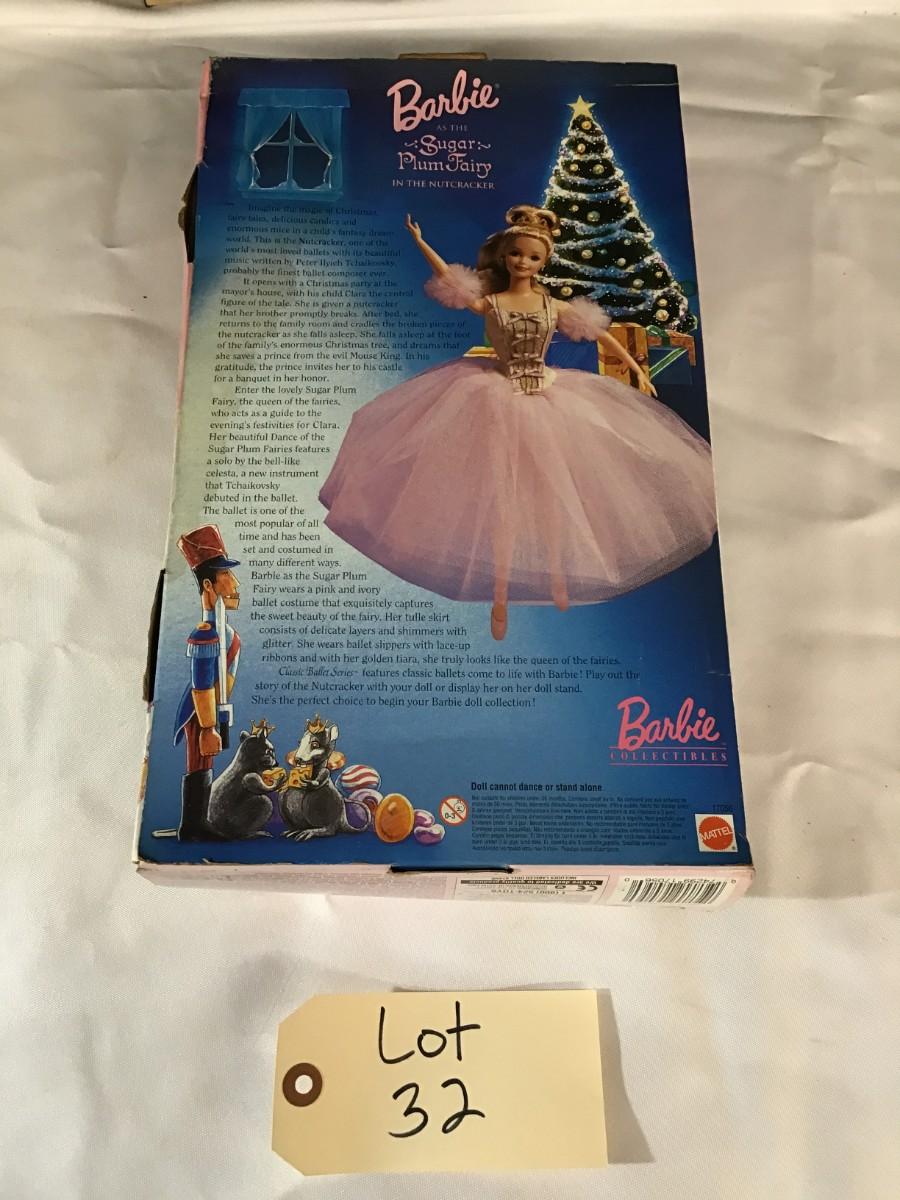 Barbie
AS THE
Sugar
Plum Fairy
IN THE NUTCRACKER
Imagine the magic of Christmas,
fairy tales, delicious candies and
enormous mice in a child's fantasy dream
world. This is the Nutcracker, one of the
world's most loved ballets with its beautiful
music written by Peter Ilyich Tchaikovsky,
probably the finest ballet composer ever.
It opens with a Christmas party at the
mayor's house, with his child Clara the central
figure of the tale. She is given a nutcracker
that her brother promptly breaks. After bed, she
returns to the family room and cradles the broken pieces of
the nutcracker as she falls asleep. She falls asleep at the foot
of the family's enormous Christmas tree, and dreams that
she saves a prince from the evil Mouse King. In his
gratitude, the prince invites her to his castle
for a banquet in her honor.
Enter the lovely Sugar Plum
Fairy, the queen of the fairies,
who acts as a guide to the
evening's festivities for Clara.
Her beautiful Dance of the
Sugar Plum Fairies features
a solo by the bell-like
celesta, a new instrument
that Tchaikovsky
debuted in the ballet.
The ballet is one of the
most popular of all
time and has been
set and costumed in
many different ways.
Barbie as the Sugar Plum
Fairy wears a pink and ivory
ballet costume that exquisitely captures
the sweet beauty of the fairy. Her tulle skirt
consists of delicate layers and shimmers with
glitter. She wears ballet slippers with lace-up
ribbons and with her golden tiara, she truly looks like the queen of the fairies.
Classic Ballet Series™ features classic ballets come to life with Barbie! Play out the
story of the Nutcracker with your doll or display her on her doll stand.
She's the perfect choice to begin your Barbie doll collection!
Barbie
COLLECTIBLES
Doll cannot dance or stand alone.
0-3
17056
MATTEL
CE
74299 17056
Lot
32